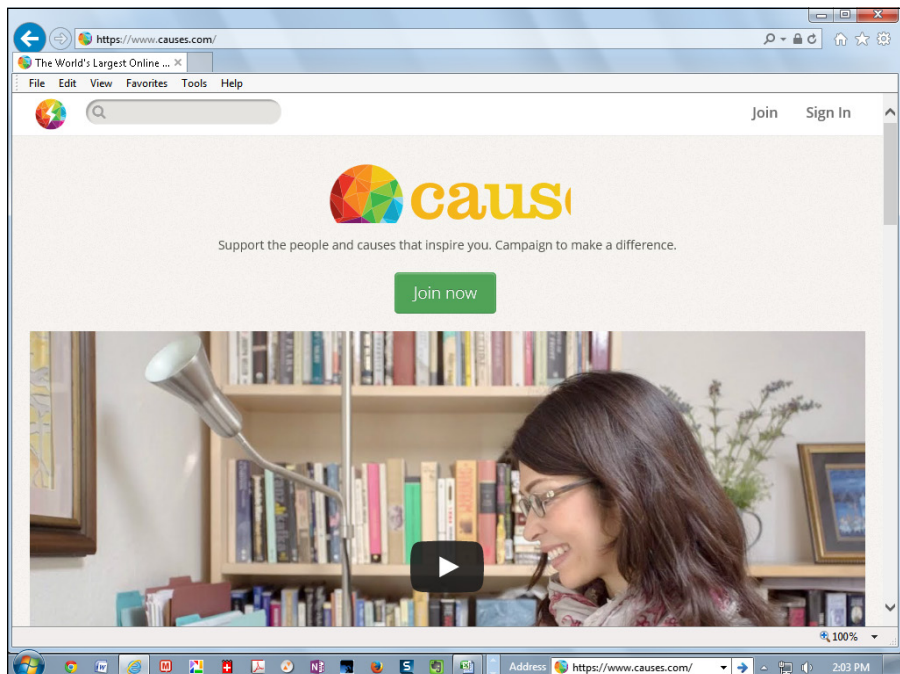 https://www.causes.com/
The World's Largest Online ...
File Edit View Favorites Tools Help
Join Sign In
caus
Support the people and causes that inspire you. Campaign to make a difference.
Join now
100%
Address https://www.causes.com/ 2:03 PM